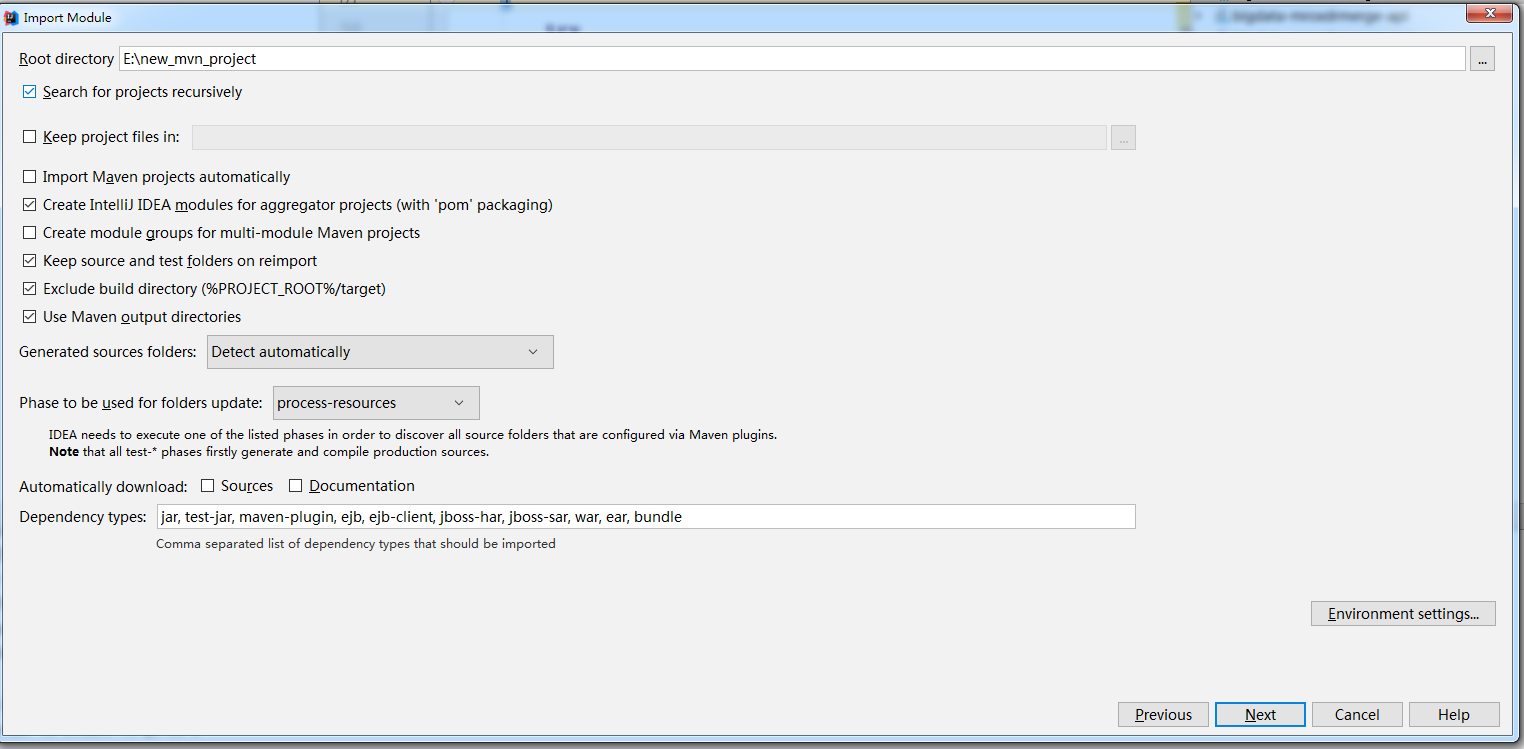 Import Module
Root directory E:\new_mvn_project ...
Search for projects recursively
Keep project files in: ...
Import Maven projects automatically
Create IntelliJ IDEA modules for aggregator projects (with 'pom' packaging)
Create module groups for multi-module Maven projects
Keep source and test folders on reimport
Exclude build directory (%PROJECT_ROOT%/target)
Use Maven output directories
Generated sources folders: Detect automatically
Phase to be used for folders update: process-resources
IDEA needs to execute one of the listed phases in order to discover all source folders that are configured via Maven plugins.
Note that all test-* phases firstly generate and compile production sources.
Automatically download: Sources Documentation
Dependency types: jar, test-jar, maven-plugin, ejb, ejb-client, jboss-har, jboss-sar, war, ear, bundle
Comma separated list of dependency types that should be imported
Environment settings...
Previous Next Cancel Help